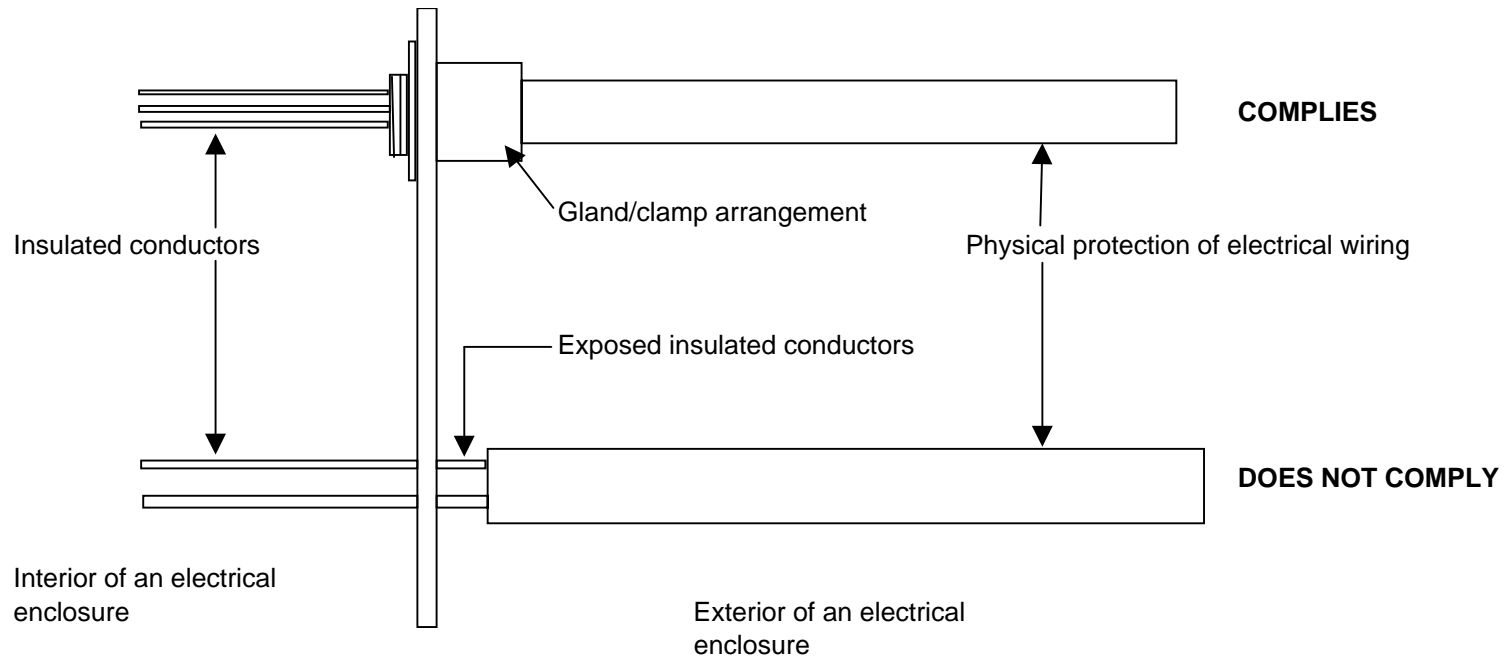 COMPLIES
Gland/clamp arrangement
Insulated conductors
Physical protection of electrical wiring
Exposed insulated conductors
DOES NOT COMPLY
Interior of an electrical
enclosure
Exterior of an electrical
enclosure